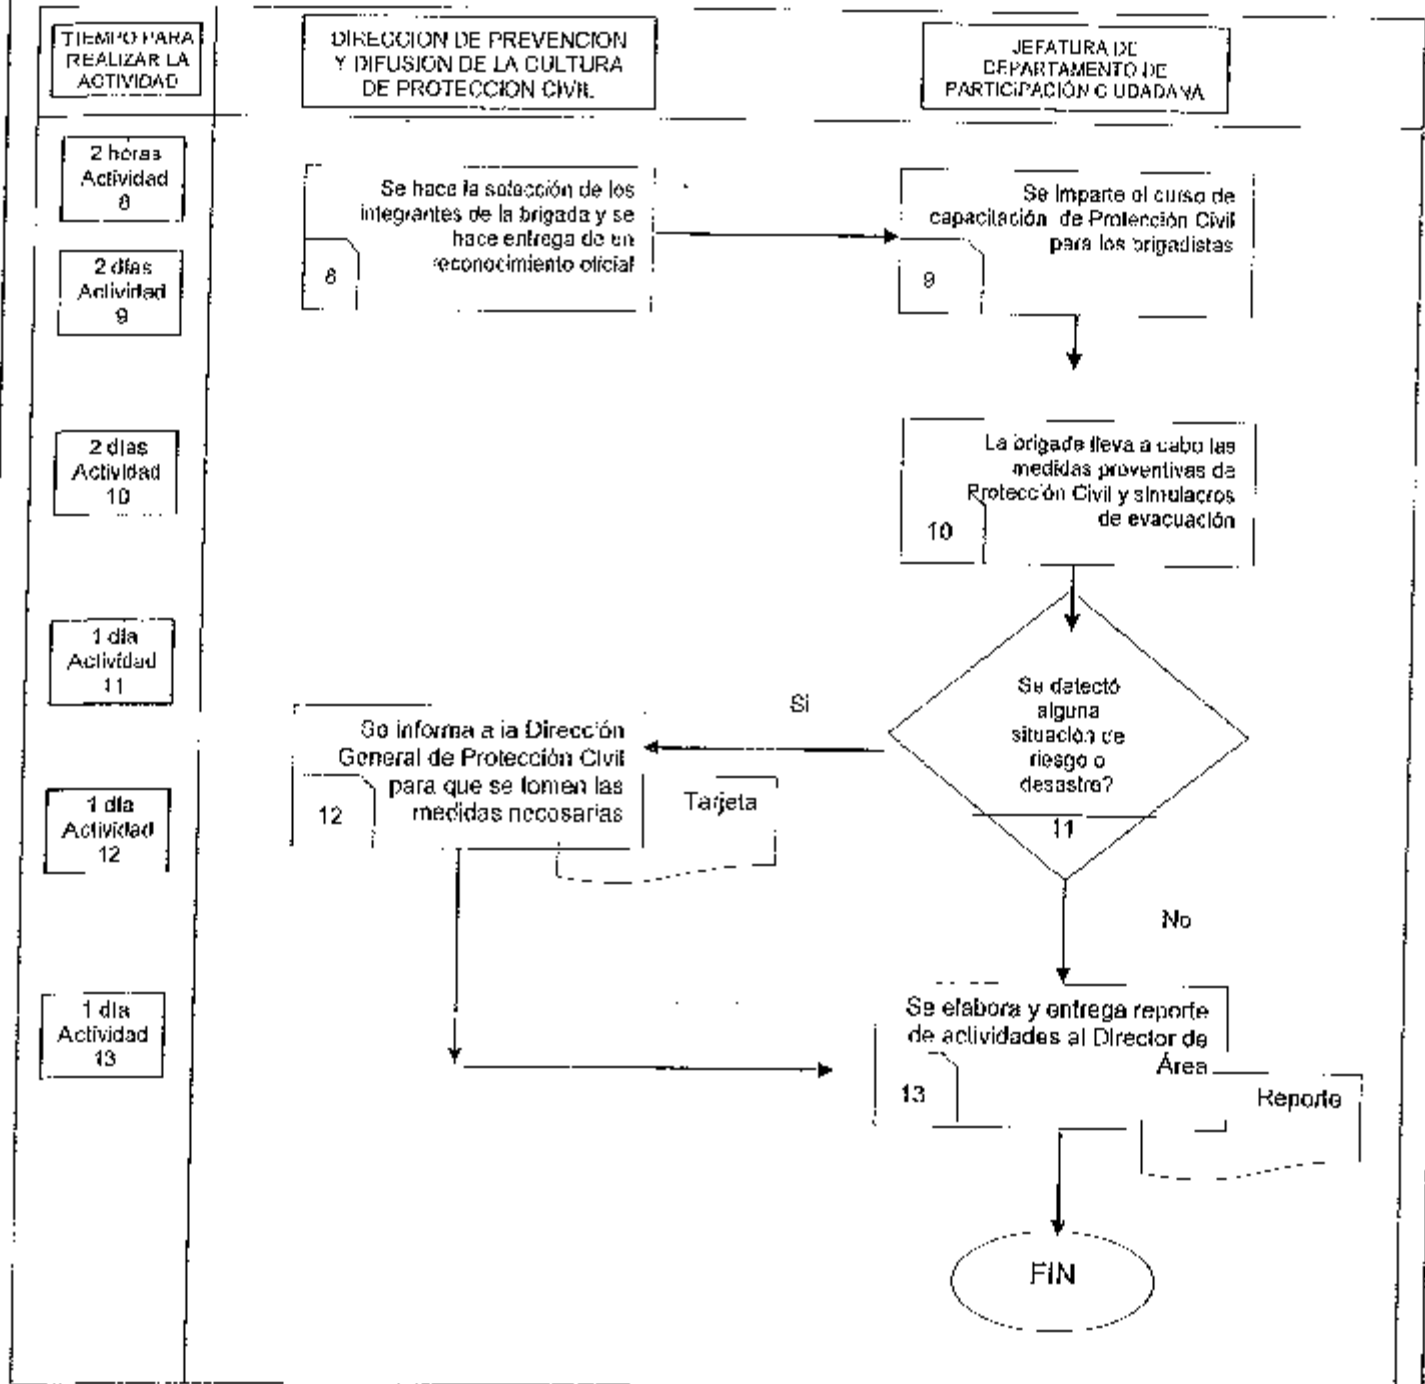 TIEMPO PARA
REALIZAR LA
ACTIVIDAD
DIRECCION DE PREVENCION
Y DIFUSION DE LA CULTURA
DE PROTECCION CIVIL
JEFATURA DE
DEPARTAMENTO DE
PARTICIPACIÓN CIUDADANA
2 horas
Actividad
8
Se hace la selección de los
integrantes de la brigada y se
hace entrega de un
reconocimiento oficial
8
Se imparte el curso de
capacitación de Protección Civil
para los brigadistas
9
2 días
Actividad
9
2 días
Actividad
10
La brigada lleva a cabo las
medidas preventivas de
Protección Civil y simulacros
de evacuación
10
1 día
Actividad
11
Se detectó
alguna
situación de
riesgo o
desastre?
11
Si
Se informa a la Dirección
General de Protección Civil
para que se tomen las
medidas necesarias
12
Tarjeta
1 día
Actividad
12
No
1 día
Actividad
13
Se elabora y entrega reporte
de actividades al Director de
Área
13
Reporte
FIN